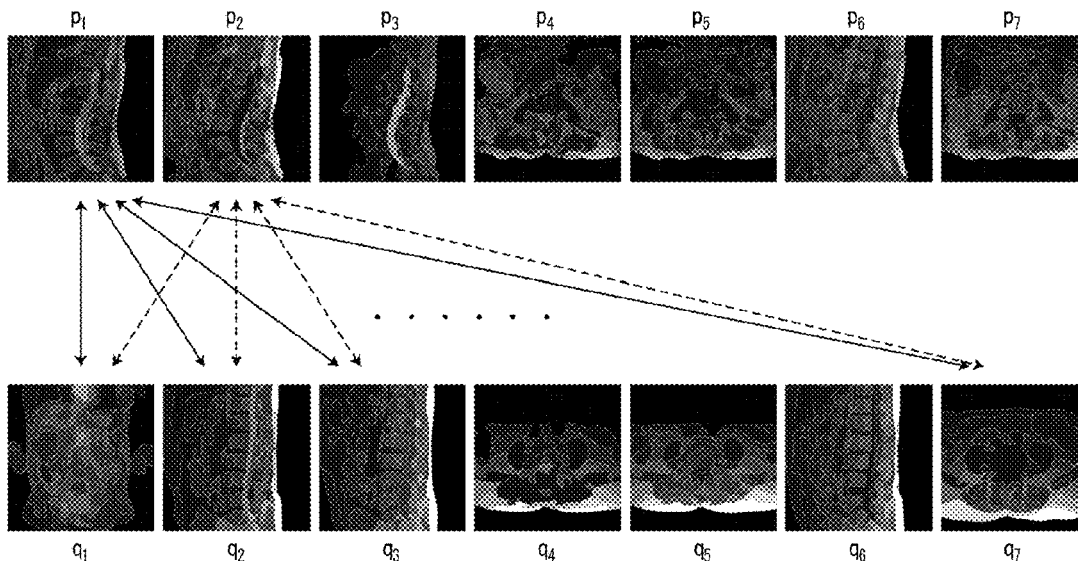 p₁ p₂ p₃ p₄ p₅ p₆ p₇
q₁ q₂ q₃ q₄ q₅ q₆ q₇